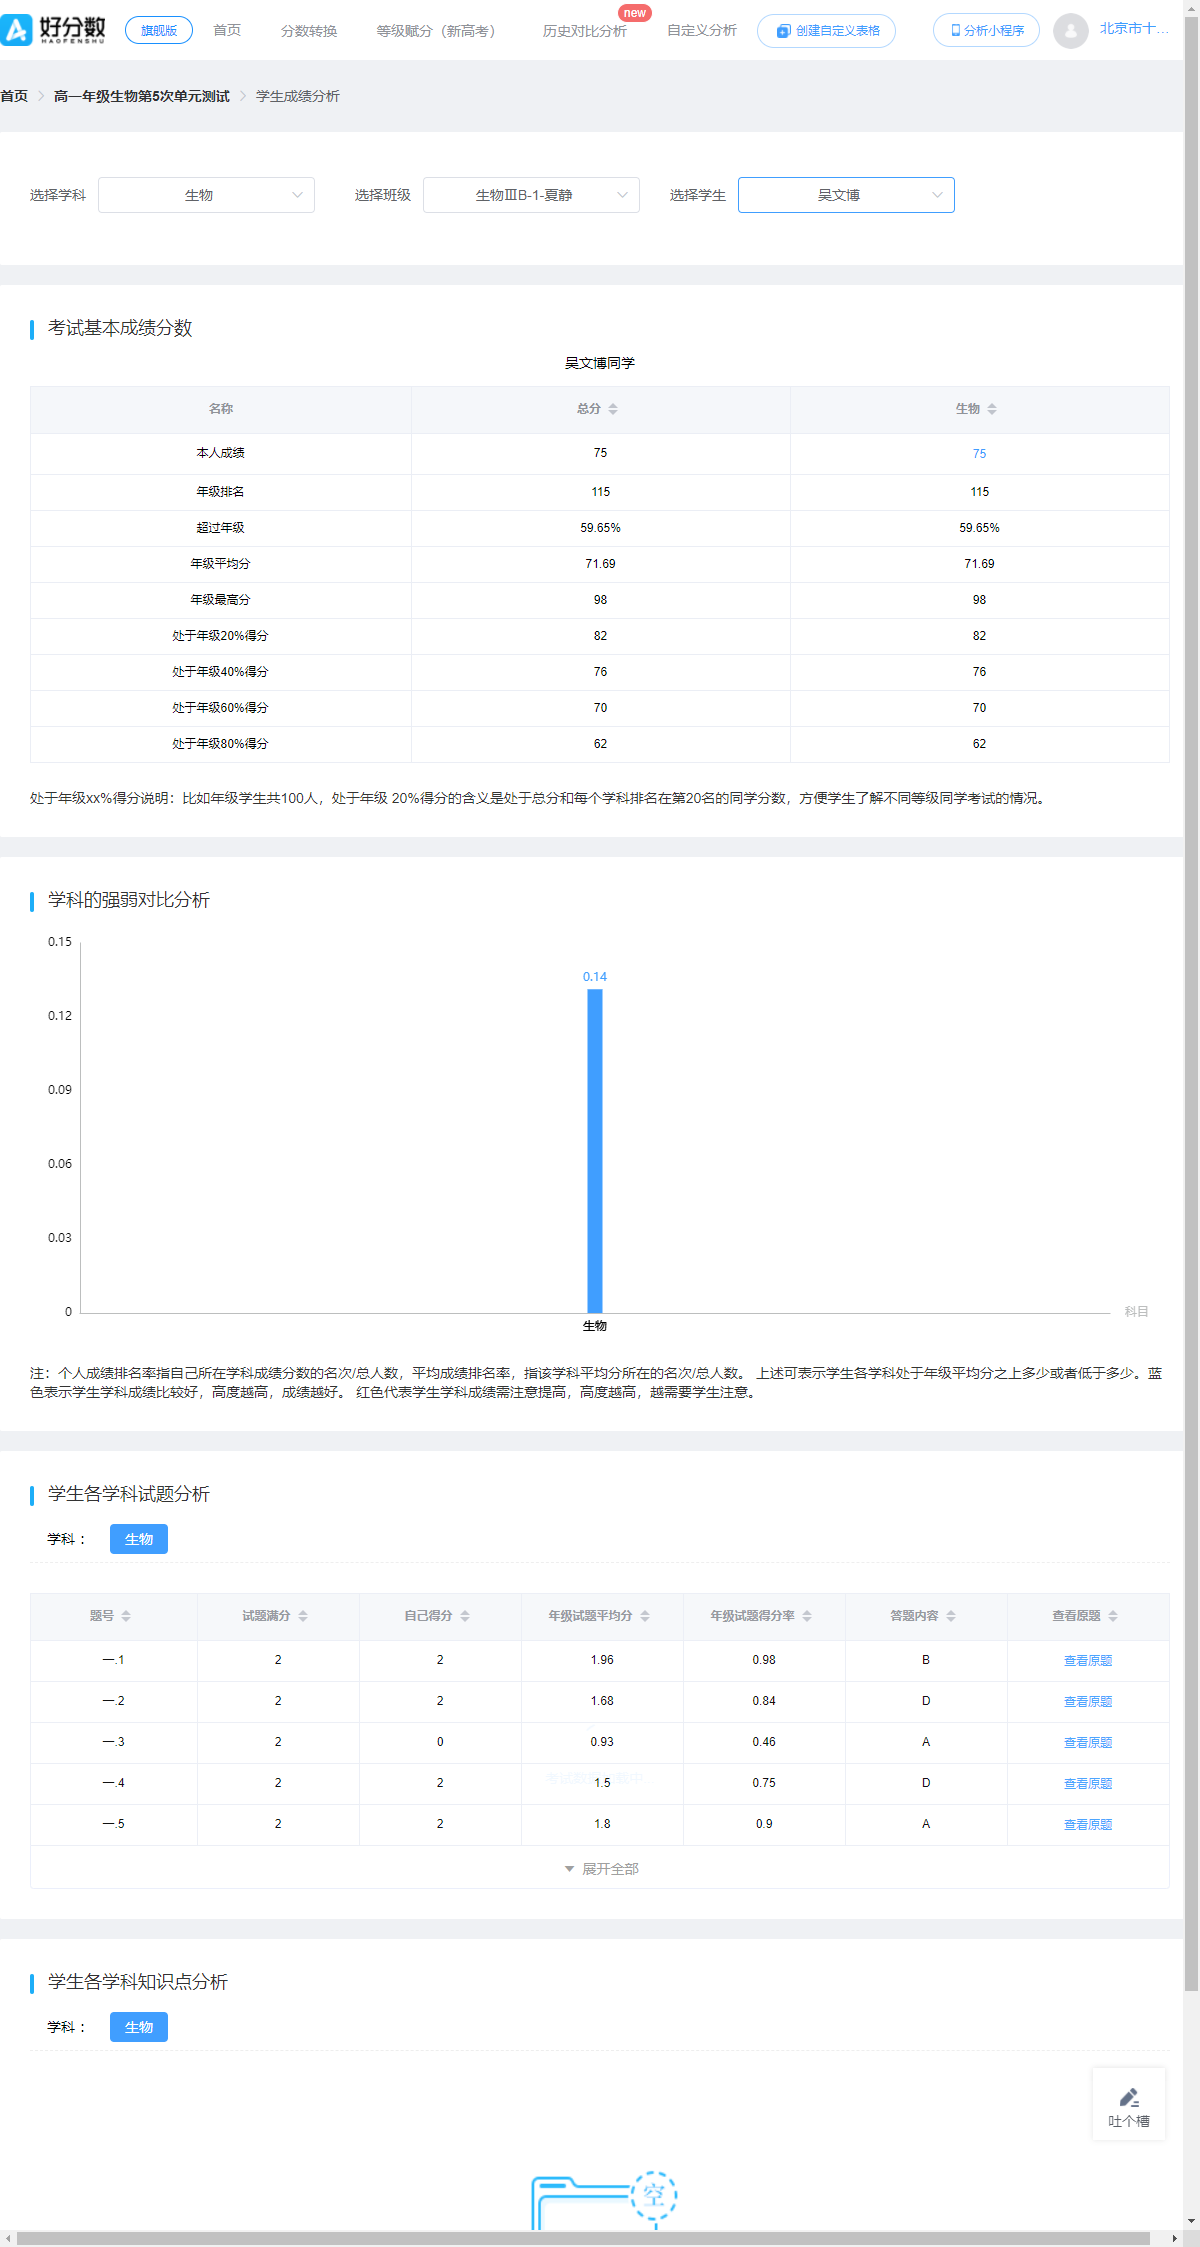 好分数 旗舰版 首页 分数转换 等级赋分（新高考） 历史对比分析 new 自定义分析 创建自定义表格 分析小程序 北京市十...
HAOFENSHU
首页 > 高一年级生物第5次单元测试 > 学生成绩分析
选择学科 生物 选择班级 生物ⅢB-1-夏静 选择学生 吴文博
考试基本成绩分数
吴文博同学
名称 总分 生物
本人成绩 75 75
年级排名 115 115
超过年级 59.65% 59.65%
年级平均分 71.69 71.69
年级最高分 98 98
处于年级20%得分 82 82
处于年级40%得分 76 76
处于年级60%得分 70 70
处于年级80%得分 62 62
处于年级xx%得分说明：比如年级学生共100人，处于年级 20%得分的含义是处于总分和每个学科排名在第20名的同学分数，方便学生了解不同等级同学考试的情况。
学科的强弱对比分析
0.15
0.14
0.12
0.09
0.06
0.03
0 科目
生物
注：个人成绩排名率指自己所在学科成绩分数的名次/总人数，平均成绩排名率，指该学科平均分所在的名次/总人数。 上述可表示学生各学科处于年级平均分之上多少或者低于多少。蓝
色表示学生学科成绩比较好，高度越高，成绩越好。 红色代表学生学科成绩需注意提高，高度越高，越需要学生注意。
学生各学科试题分析
学科： 生物
题号 试题满分 自己得分 年级试题平均分 年级试题得分率 答题内容 查看原题
一.1 2 2 1.96 0.98 B 查看原题
一.2 2 2 1.68 0.84 D 查看原题
一.3 2 0 0.93 0.46 A 查看原题
一.4 2 2 1.5 0.75 D 查看原题
一.5 2 2 1.8 0.9 A 查看原题
展开全部
学生各学科知识点分析
学科： 生物
吐个槽
空